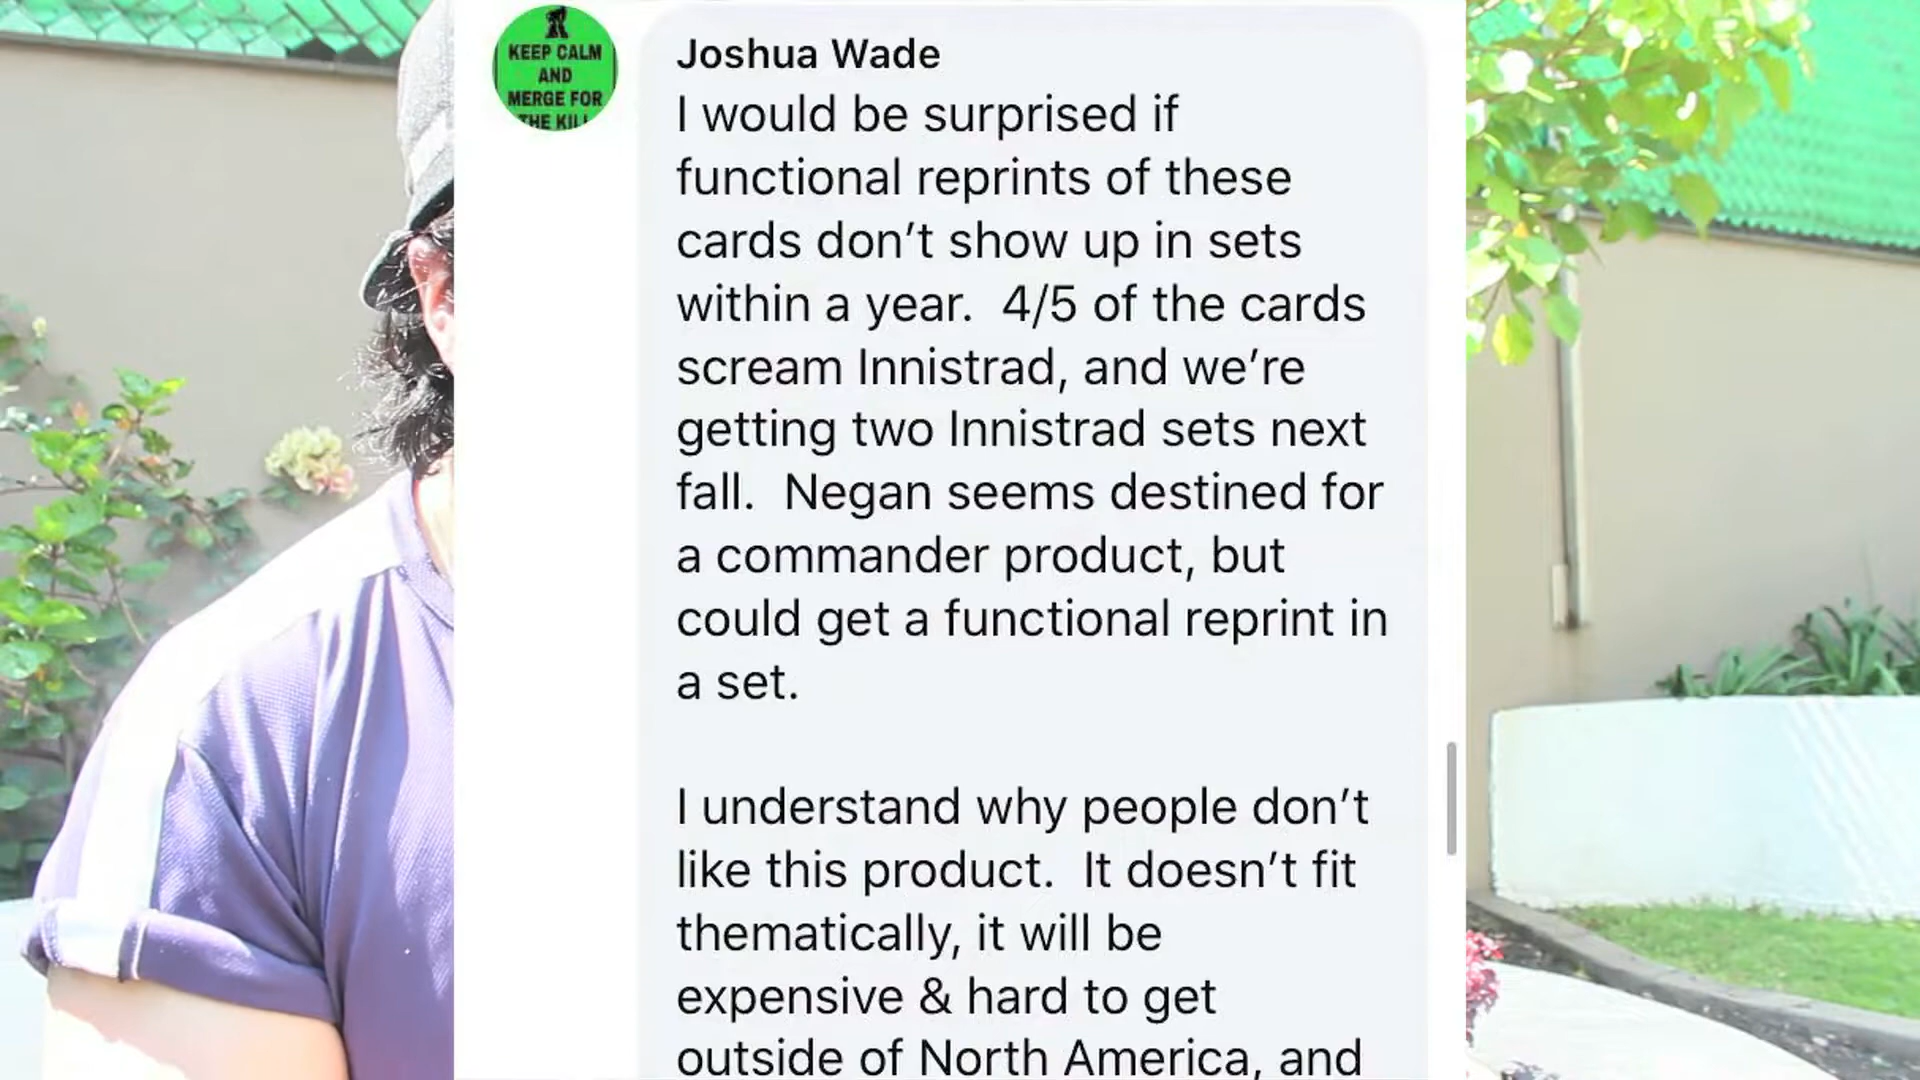 KEEP CALM
AND
MERGE FOR
THE KILL
Joshua Wade
I would be surprised if
functional reprints of these
cards don’t show up in sets
within a year.  4/5 of the cards
scream Innistrad, and we’re
getting two Innistrad sets next
fall.  Negan seems destined for
a commander product, but
could get a functional reprint in
a set.
I understand why people don’t
like this product.  It doesn’t fit
thematically, it will be
expensive & hard to get
outside of North America, and